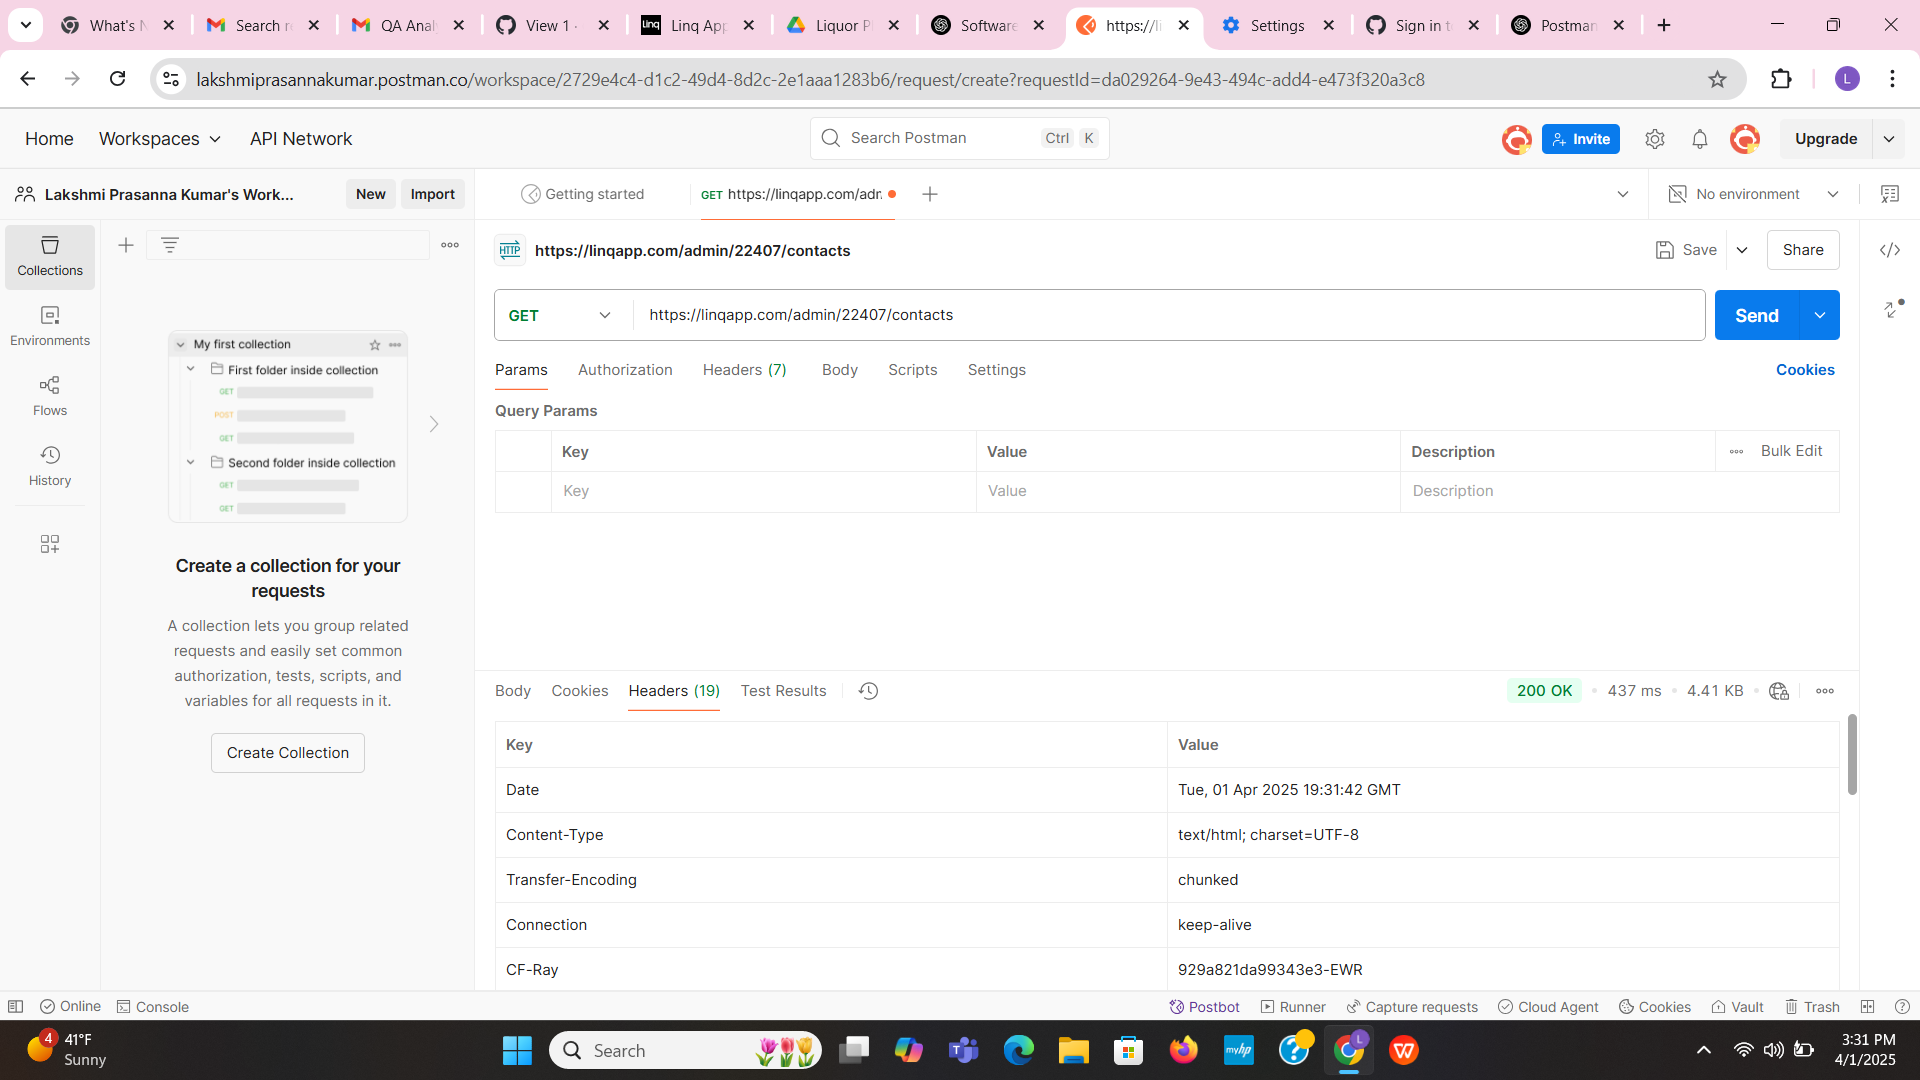 What's N
Search re
QA Anal
View 1 ·
Linq
Linq App
Liquor P
Software
https://li
Settings
Sign in t
Postman
lakshmiprasannakumar.postman.co/workspace/2729e4c4-d1c2-49d4-8d2c-2e1aaa1283b6/request/create?requestId=da029264-9e43-494c-add4-e473f320a3c8
L
Home
Workspaces
API Network
Search Postman
Ctrl
K
Invite
Upgrade
Lakshmi Prasanna Kumar's Work...
New
Import
Getting started
GET https://linqapp.com/adr
No environment
Collections
Environments
Flows
History
My first collection
First folder inside collection
GET
POST
GET
Second folder inside collection
GET
GET
Create a collection for your
requests
A collection lets you group related
requests and easily set common
authorization, tests, scripts, and
variables for all requests in it.
Create Collection
HTTP
https://linqapp.com/admin/22407/contacts
Save
Share
GET
https://linqapp.com/admin/22407/contacts
Send
Params
Authorization
Headers (7)
Body
Scripts
Settings
Cookies
Query Params
Key
Value
Description
Bulk Edit
Key
Value
Description
Body
Cookies
Headers (19)
Test Results
200 OK
437 ms
4.41 KB
Key
Value
Date
Tue, 01 Apr 2025 19:31:42 GMT
Content-Type
text/html; charset=UTF-8
Transfer-Encoding
chunked
Connection
keep-alive
CF-Ray
929a821da99343e3-EWR
Online
Console
Postbot
Runner
Capture requests
Cloud Agent
Cookies
Vault
Trash
4
41°F
Sunny
Search
myhp
L
3:31 PM
4/1/2025